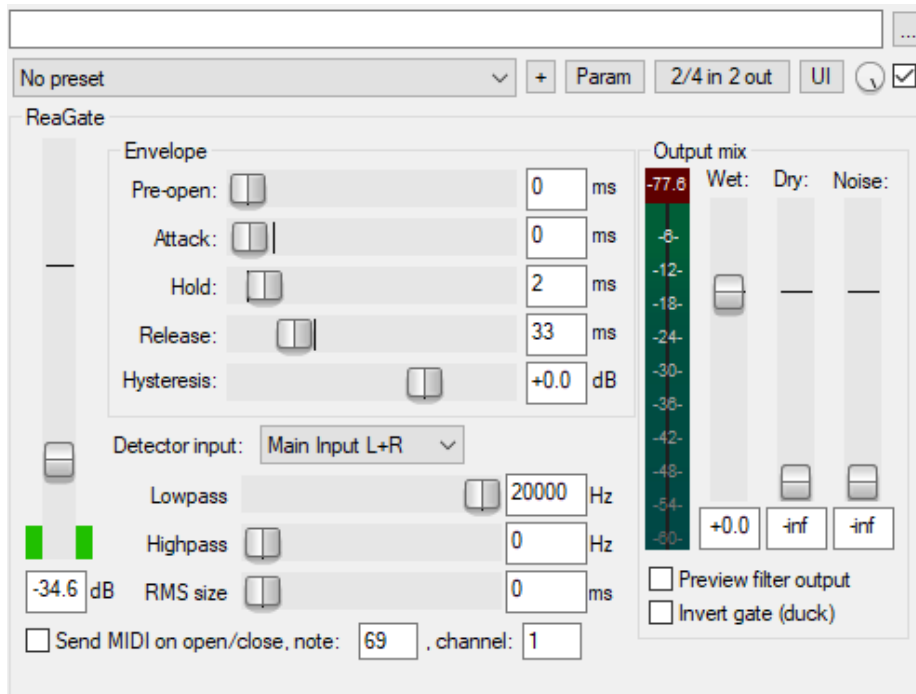 ...
No preset + Param 2/4 in 2 out UI
ReaGate
Envelope
Pre-open: 0 ms
Attack: 0 ms
Hold: 2 ms
Release: 33 ms
Hysteresis: +0.0 dB
Detector input: Main Input L+R
Lowpass 20000 Hz
Highpass 0 Hz
RMS size 0 ms
-34.6 dB
Send MIDI on open/close, note: 69 , channel: 1
Output mix
Wet: Dry: Noise:
-77.6
-6-
-12-
-18-
-24-
-30-
-36-
-42-
-48-
-54-
-60-
+0.0 -inf -inf
Preview filter output
Invert gate (duck)